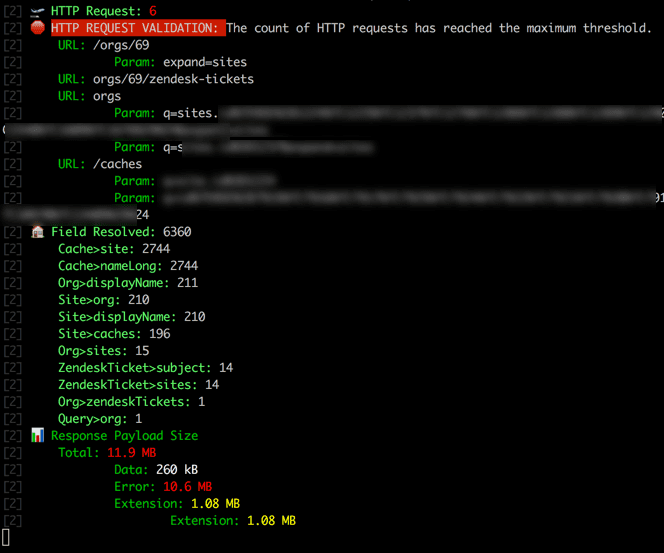 [2] HTTP Request: 6
[2] HTTP REQUEST VALIDATION: The count of HTTP requests has reached the maximum threshold.
[2] URL: /orgs/69
[2] Param: expand=sites
[2] URL: orgs/69/zendesk-tickets
[2] URL: orgs
[2] Param: q=sites.
[2] Param: q=s
[2] URL: /caches
[2] Param:
[2] Param:
24
[2] Field Resolved: 6360
[2] Cache>site: 2744
[2] Cache>nameLong: 2744
[2] Org>displayName: 211
[2] Site>org: 210
[2] Site>displayName: 210
[2] Site>caches: 196
[2] Org>sites: 15
[2] ZendeskTicket>subject: 14
[2] ZendeskTicket>sites: 14
[2] Org>zendeskTickets: 1
[2] Query>org: 1
[2] Response Payload Size
[2] Total: 11.9 MB
[2] Data: 260 kB
[2] Error: 10.6 MB
[2] Extension: 1.08 MB
[2] Extension: 1.08 MB